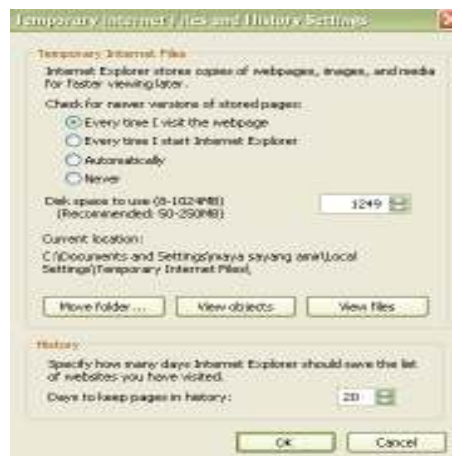 Temporary Internet Files and History Settings
Temporary Internet Files
Internet Explorer stores copies of webpages, images, and media
for faster viewing later.
Check for newer versions of stored pages:
Every time I visit the webpage
Every time I start Internet Explorer
Automatically
Never
Disk space to use (8-1024MB)
1249
(Recommended: 50-250MB)
Current location:
C:\Documents and Settings\maya sayang amir\Local
Settings\Temporary Internet Files\
Move folder...
View objects
View files
History
Specify how many days Internet Explorer should save the list
of websites you have visited.
Days to keep pages in history:
20
OK
Cancel